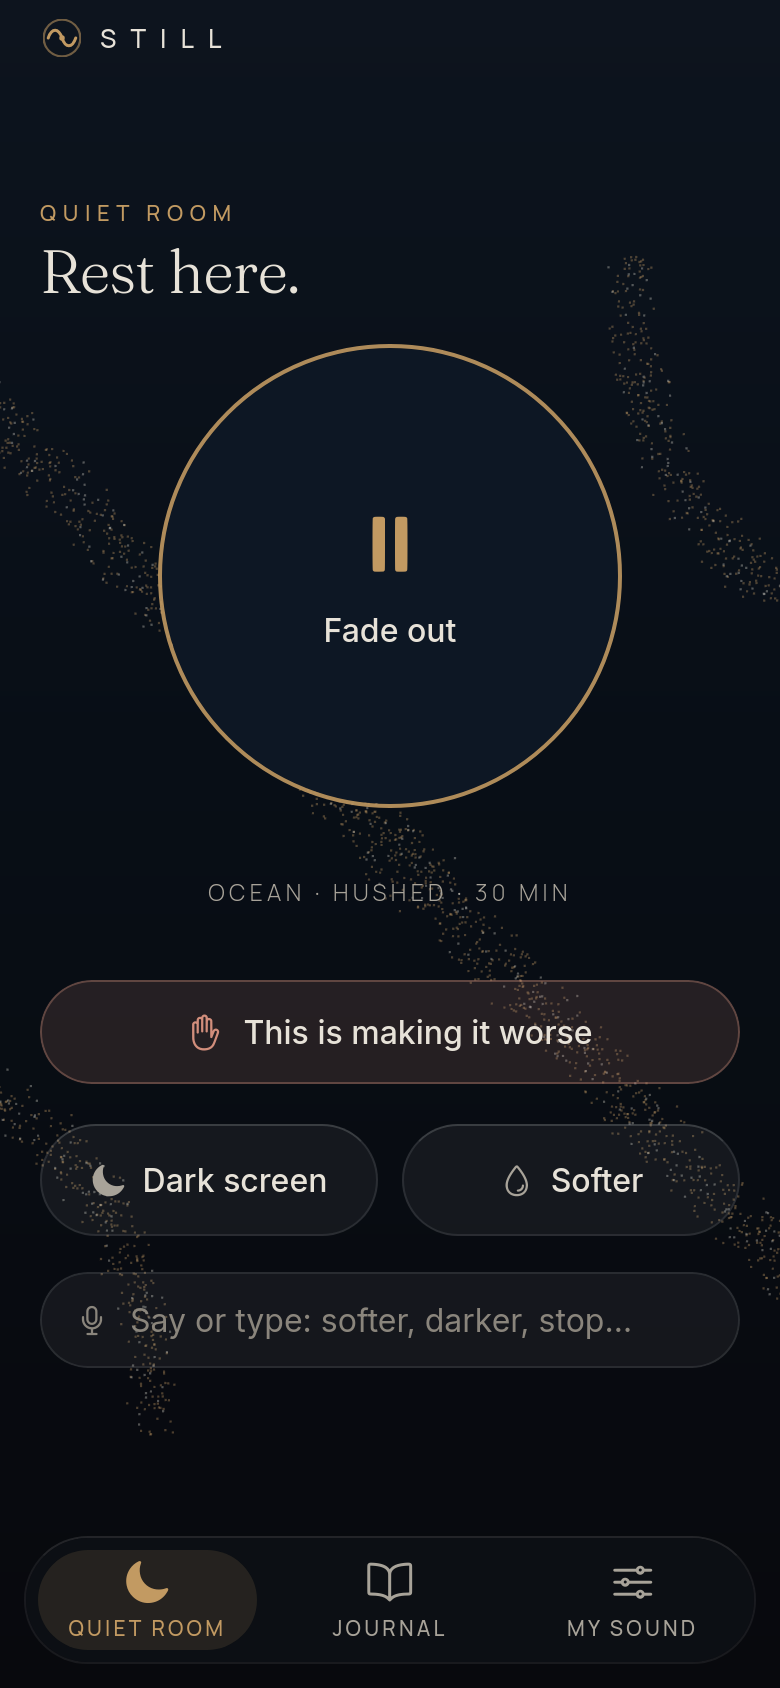 STILL
QUIET ROOM
Rest here.
Fade out
OCEAN · HUSHED · 30 MIN
This is making it worse
Dark screen
Softer
Say or type: softer, darker, stop...
QUIET ROOM
JOURNAL
MY SOUND